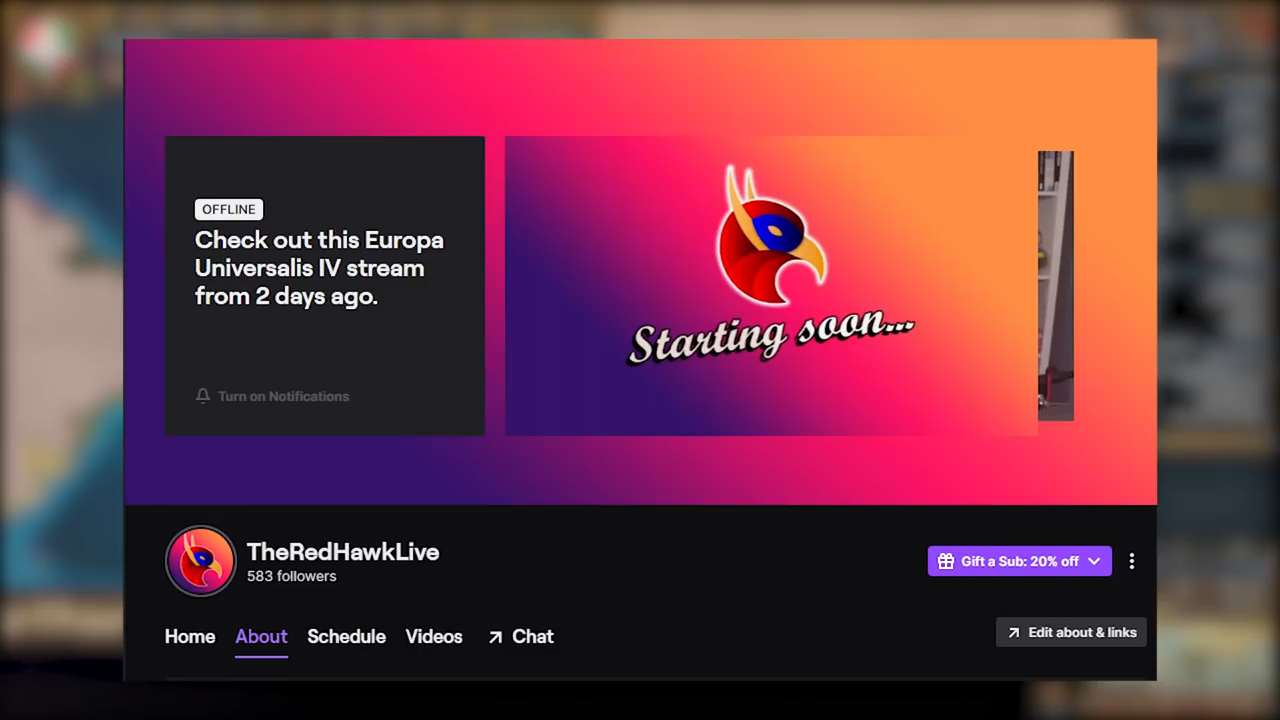 OFFLINE
Check out this Europa
Universalis IV stream
from 2 days ago.
Turn on Notifications
Starting soon...
TheRedHawkLive
583 followers
Gift a Sub: 20% off
Home About Schedule Videos Chat
Edit about & links